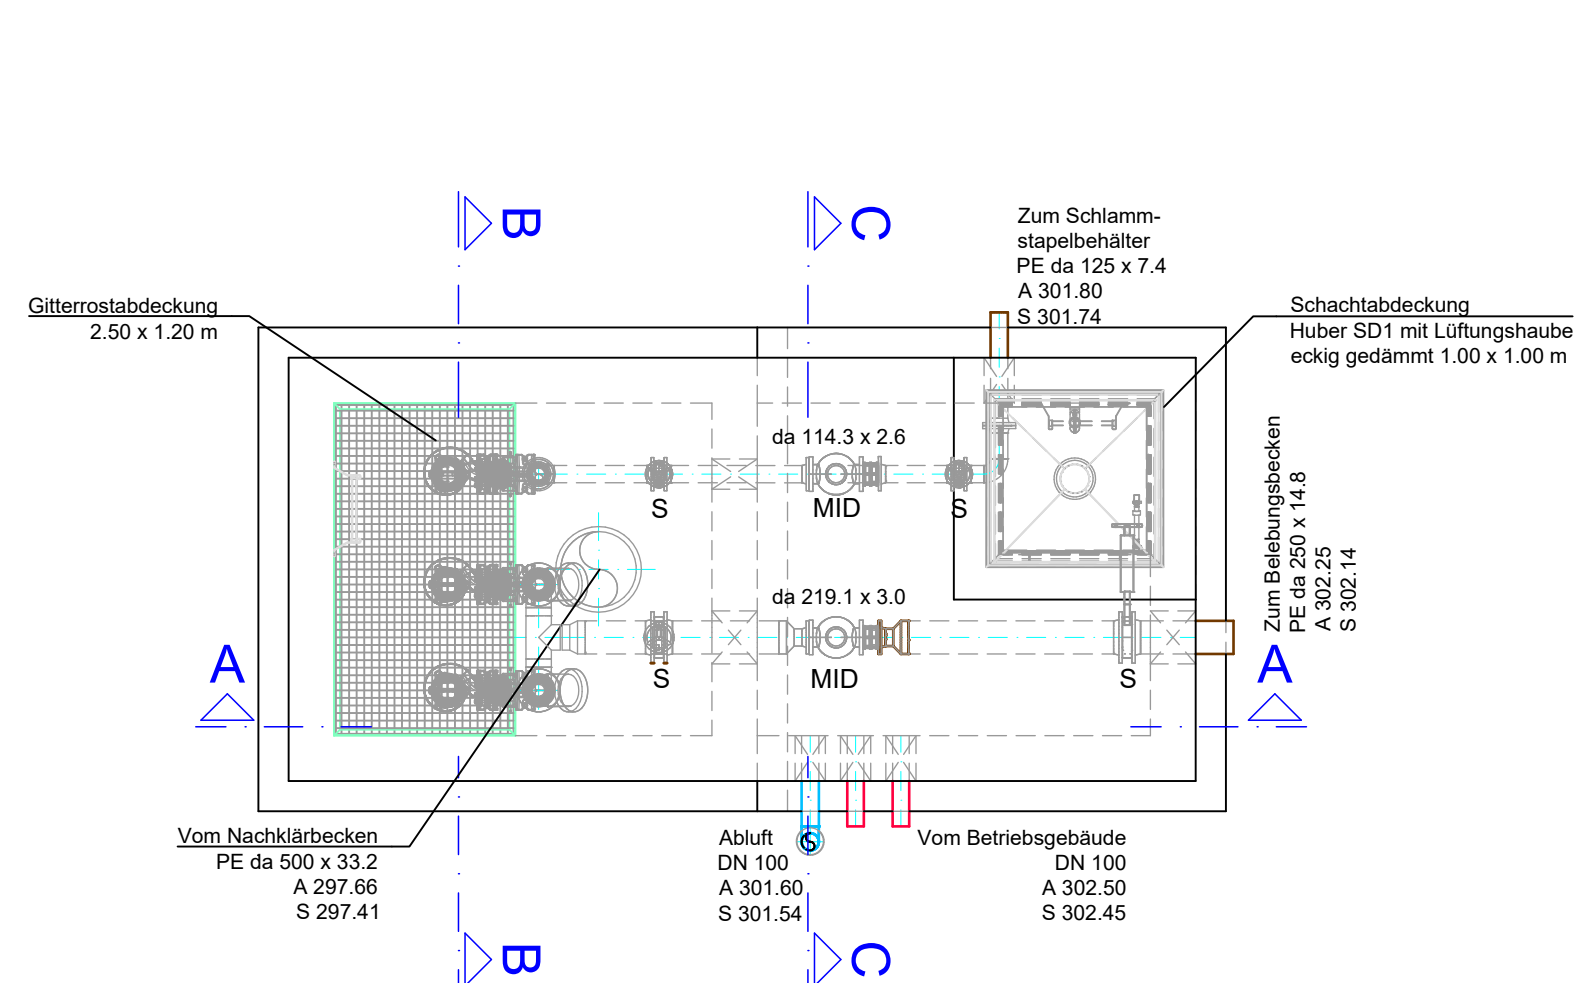 B
C
Zum Schlamm-
stapelbehälter
PE da 125 x 7.4
A 301.80
S 301.74
Gitterrostabdeckung
2.50 x 1.20 m
Schachtabdeckung
Huber SD1 mit Lüftungshaube
eckig gedämmt 1.00 x 1.00 m
da 114.3 x 2.6
S
MID
S
Zum Belebungsbecken
PE da 250 x 14.8
A 302.25
S 302.14
da 219.1 x 3.0
S
MID
S
A
A
Vom Nachklärbecken
PE da 500 x 33.2
A 297.66
S 297.41
S
Abluft
DN 100
A 301.60
S 301.54
Vom Betriebsgebäude
DN 100
A 302.50
S 302.45
B
C